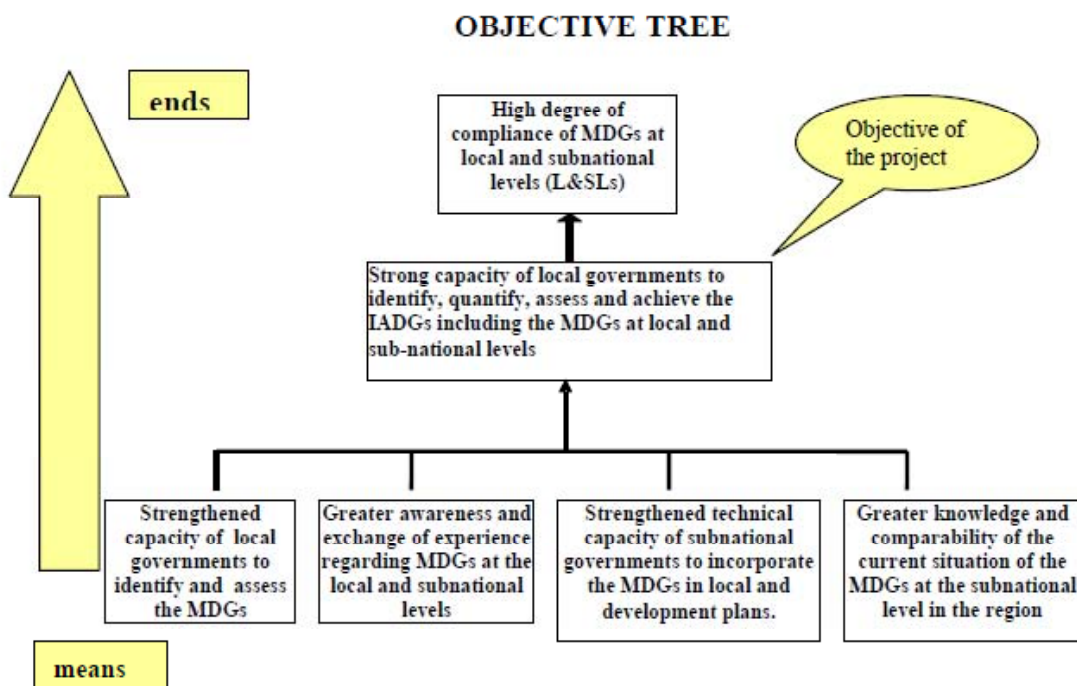 OBJECTIVE TREE
ends
High degree of
compliance of MDGs at
local and subnational
levels (L&SLs)
Objective of
the project
Strong capacity of local governments to
identify, quantify, assess and achieve the
IADGs including the MDGs at local and
sub-national levels
Strengthened
capacity of local
governments to
identify and assess
the MDGs
Greater awareness and
exchange of experience
regarding MDGs at the
local and subnational
levels
Strengthened technical
capacity of subnational
governments to incorporate
the MDGs in local and
development plans.
Greater knowledge and
comparability of the
current situation of the
MDGs at the subnational
level in the region
means